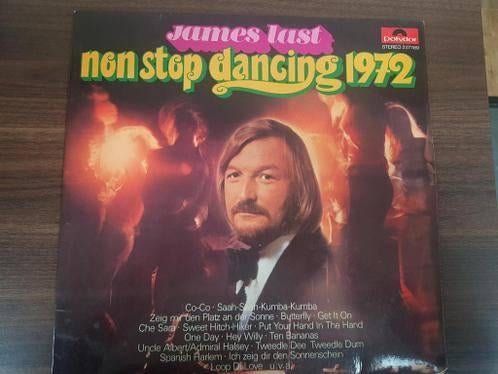 james last
non stop dancing 1972
polydor
STEREO 2371189
Co-Co · Saah-Saah-Kumba-Kumba
Zeig mir den Platz an der Sonne · Butterfly · Get It On
Che Sara · Sweet Hitch-Hiker · Put Your Hand In The Hand
One Day · Hey Willy · Ten Bananas
Uncle Albert/Admiral Halsey · Tweedle Dee Tweedle Dum
Spanish Harlem · Ich zeig dir den Sonnenschein
Loop Di Love u.v.a.